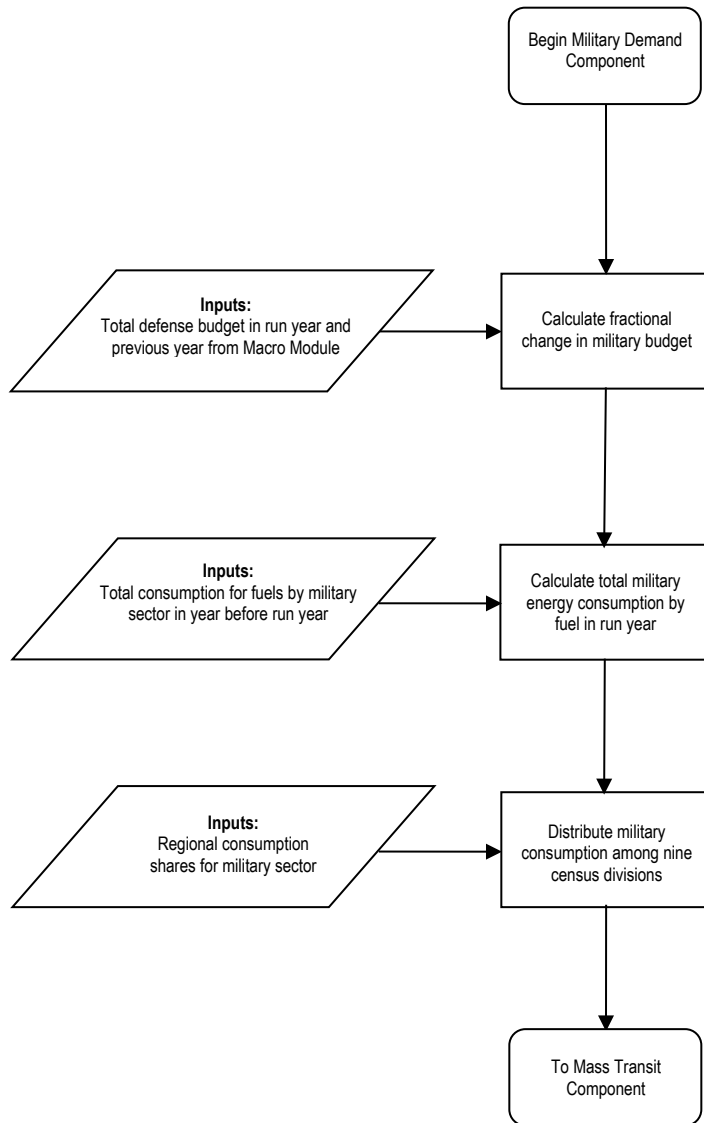 Begin Military Demand
Component
Inputs:
Total defense budget in run year and
previous year from Macro Module
Calculate fractional
change in military budget
Inputs:
Total consumption for fuels by military
sector in year before run year
Calculate total military
energy consumption by
fuel in run year
Inputs:
Regional consumption
shares for military sector
Distribute military
consumption among nine
census divisions
To Mass Transit
Component